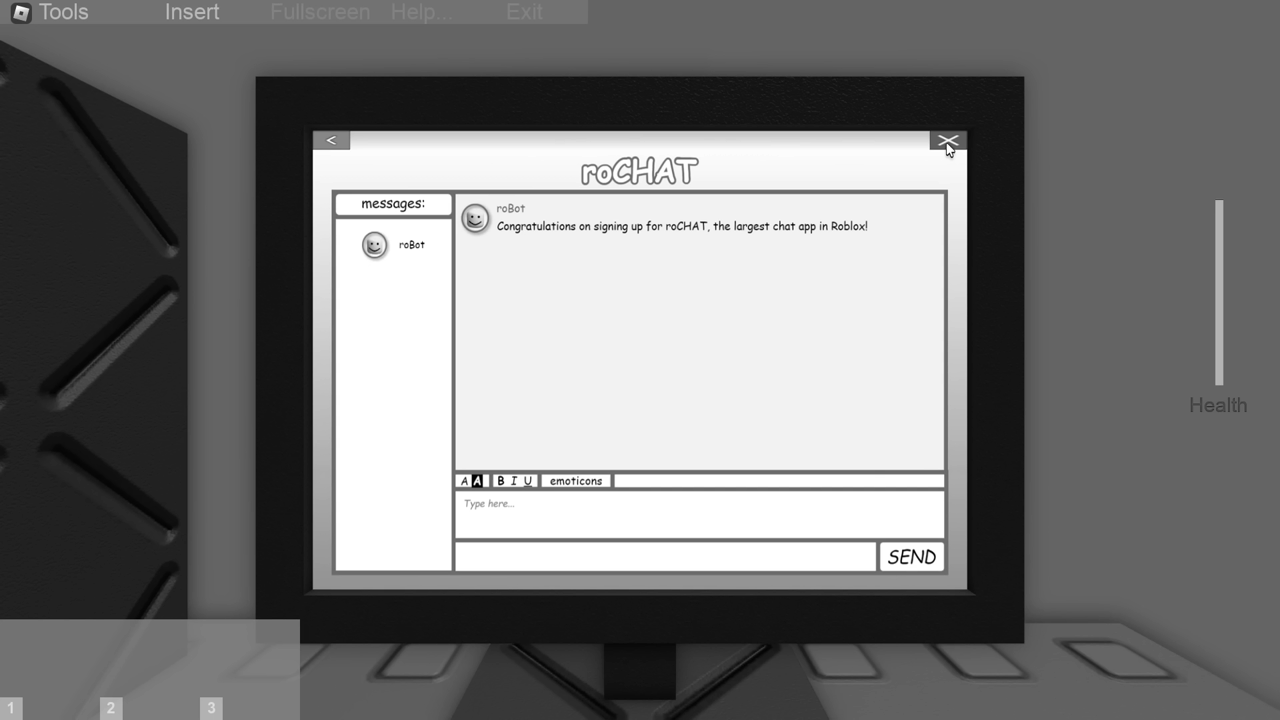 Tools Insert Fullscreen Help... Exit
<
roCHAT
messages:
roBot
roBot
Congratulations on signing up for roCHAT, the largest chat app in Roblox!
A A B I U emoticons
Type here...
SEND
Health
1 2 3